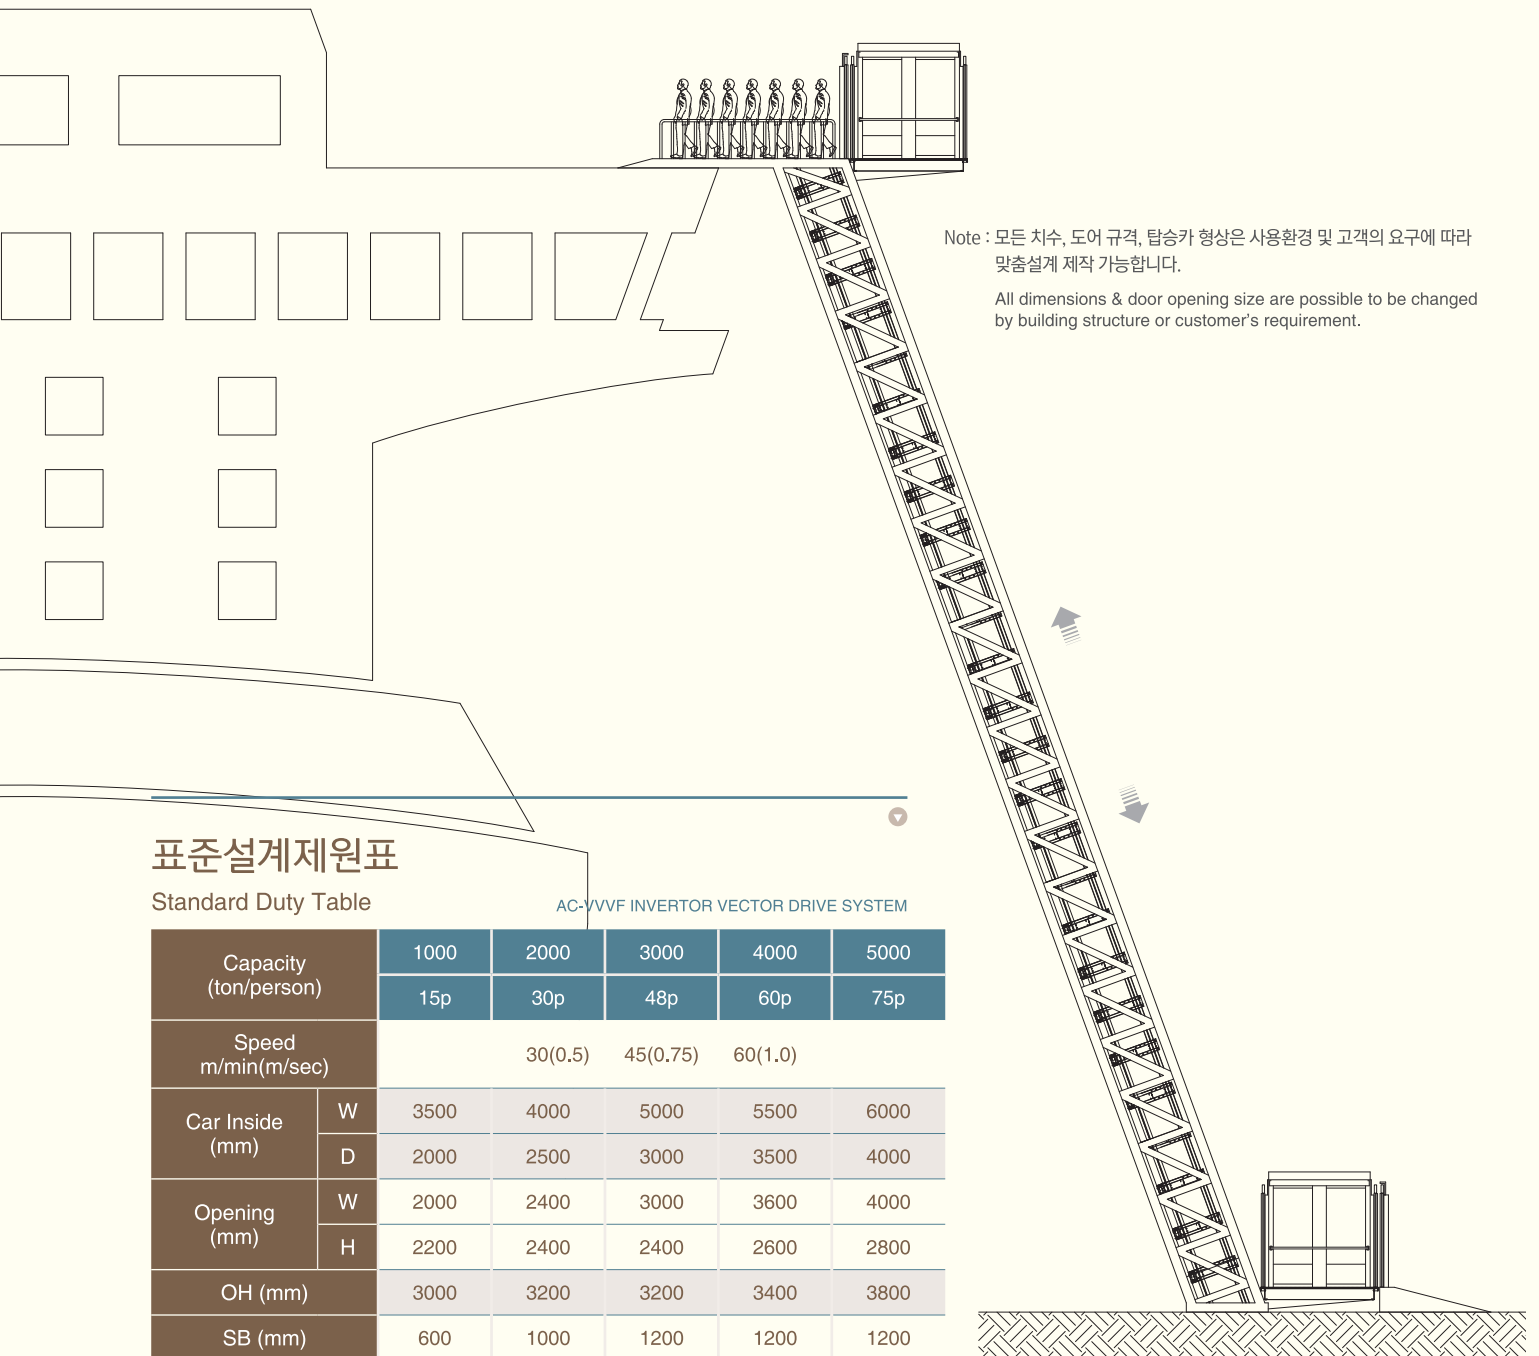 Note : 모든 치수, 도어 규격, 탑승카 형상은 사용환경 및 고객의 요구에 따라
맞춤설계 제작 가능합니다.
All dimensions & door opening size are possible to be changed
by building structure or customer's requirement.
표준설계제원표
Standard Duty Table
AC-VVVF INVERTOR VECTOR DRIVE SYSTEM
Capacity
(ton/person)
1000 2000 3000 4000 5000
15p 30p 48p 60p 75p
Speed
m/min(m/sec)
30(0.5) 45(0.75) 60(1.0)
Car Inside
(mm)
W 3500 4000 5000 5500 6000
D 2000 2500 3000 3500 4000
Opening
(mm)
W 2000 2400 3000 3600 4000
H 2200 2400 2400 2600 2800
OH (mm) 3000 3200 3200 3400 3800
SB (mm) 600 1000 1200 1200 1200